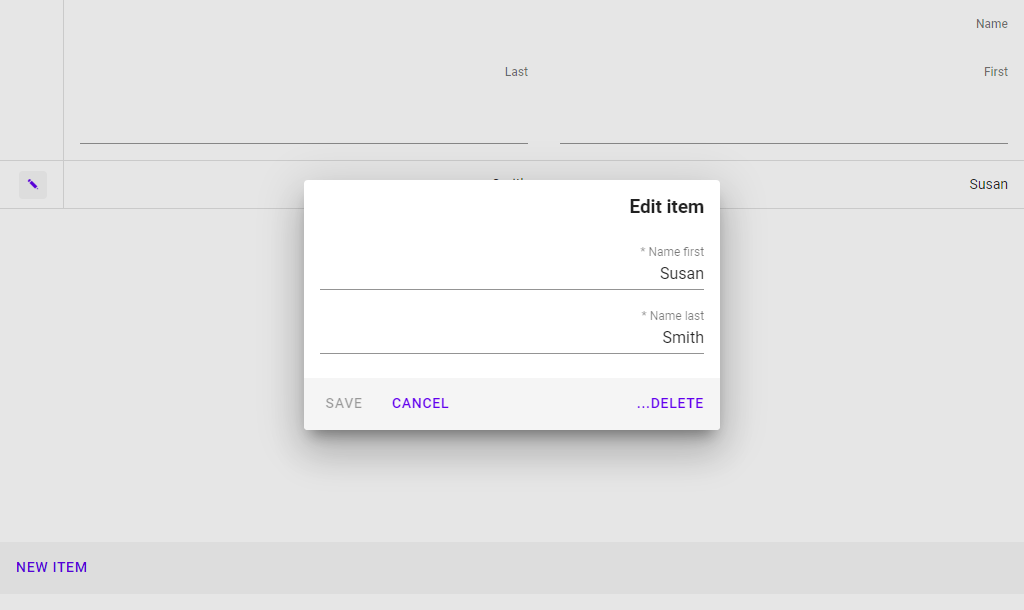 Name
Last First
Susan
Edit item
* Name first
Susan
* Name last
Smith
SAVE CANCEL ...DELETE
NEW ITEM